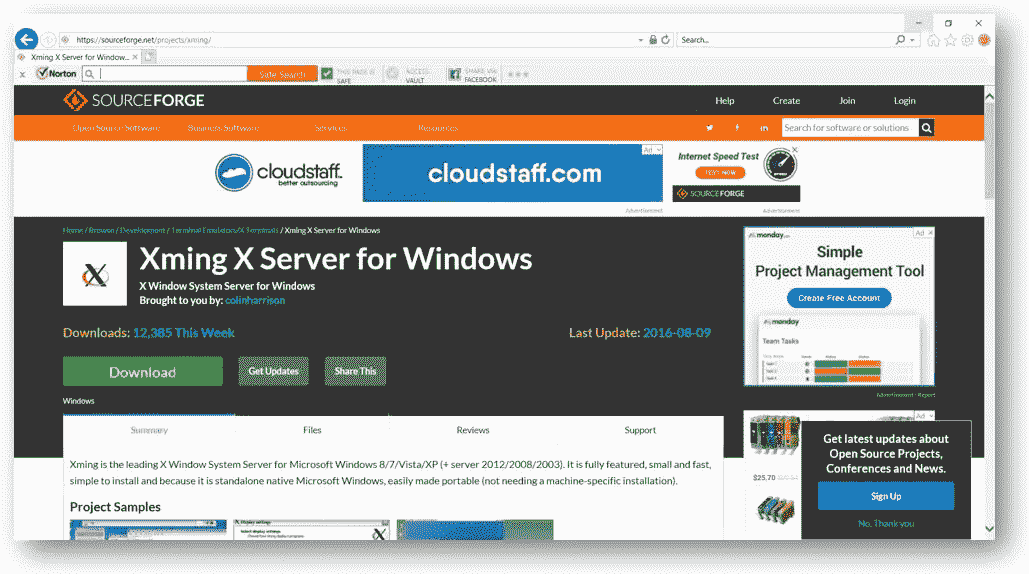 https://sourceforge.net/projects/xming/
Search...
Xming X Server for Window...
x Norton Safe Search THIS PAGE IS SAFE ACCESS VAULT SHARE VIA FACEBOOK
SOURCEFORGE
Help Create Join Login
Open Source Software Business Software Services Resources
Search for software or solutions
cloudstaff.
better outsourcing
cloudstaff.com
Ad
Internet Speed Test
TEST NOW
SOURCEFORGE
Advertisement Advertisement
Home / Browse / Development / Terminal Emulators/X Terminals / Xming X Server for Windows
Xming X Server for Windows
X Window System Server for Windows
Brought to you by: colinharrison
Downloads: 12,385 This Week
Last Update: 2016-08-09
Download
Get Updates
Share This
Windows
Summary Files Reviews Support
Xming is the leading X Window System Server for Microsoft Windows 8/7/Vista/XP (+ server 2012/2008/2003). It is fully featured, small and fast,
simple to install and because it is standalone native Microsoft Windows, easily made portable (not needing a machine-specific installation).
Project Samples
Display settings
monday
Ad
Simple
Project Management Tool
Create Free Account
monday
Team Tasks
Advertisement - Report
Ad
$25.70
Get latest updates about
Open Source Projects,
Conferences and News.
Sign Up
No, Thank you